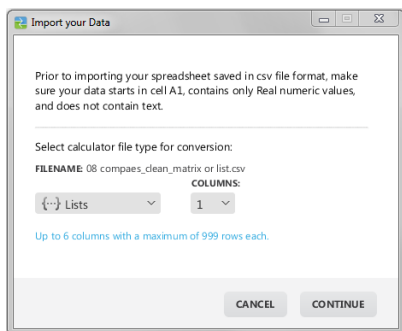 Import your Data
Prior to importing your spreadsheet saved in csv file format, make
sure your data starts in cell A1, contains only Real numeric values,
and does not contain text.
Select calculator file type for conversion:
FILENAME: 08 compaes_clean_matrix or list.csv
COLUMNS:
{···} Lists 1
Up to 6 columns with a maximum of 999 rows each.
CANCEL CONTINUE